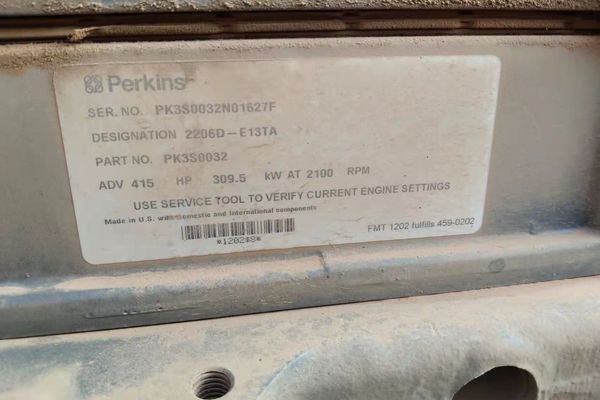 Perkins
SER. NO. PK3S0032N01627F
DESIGNATION 2206D-E13TA
PART NO. PK3S0032
ADV 415 HP 309.5 kW AT 2100 RPM
USE SERVICE TOOL TO VERIFY CURRENT ENGINE SETTINGS
Made in U.S. with Domestic and International components
*1202#8*
FMT 1202 fulfills 459-0202